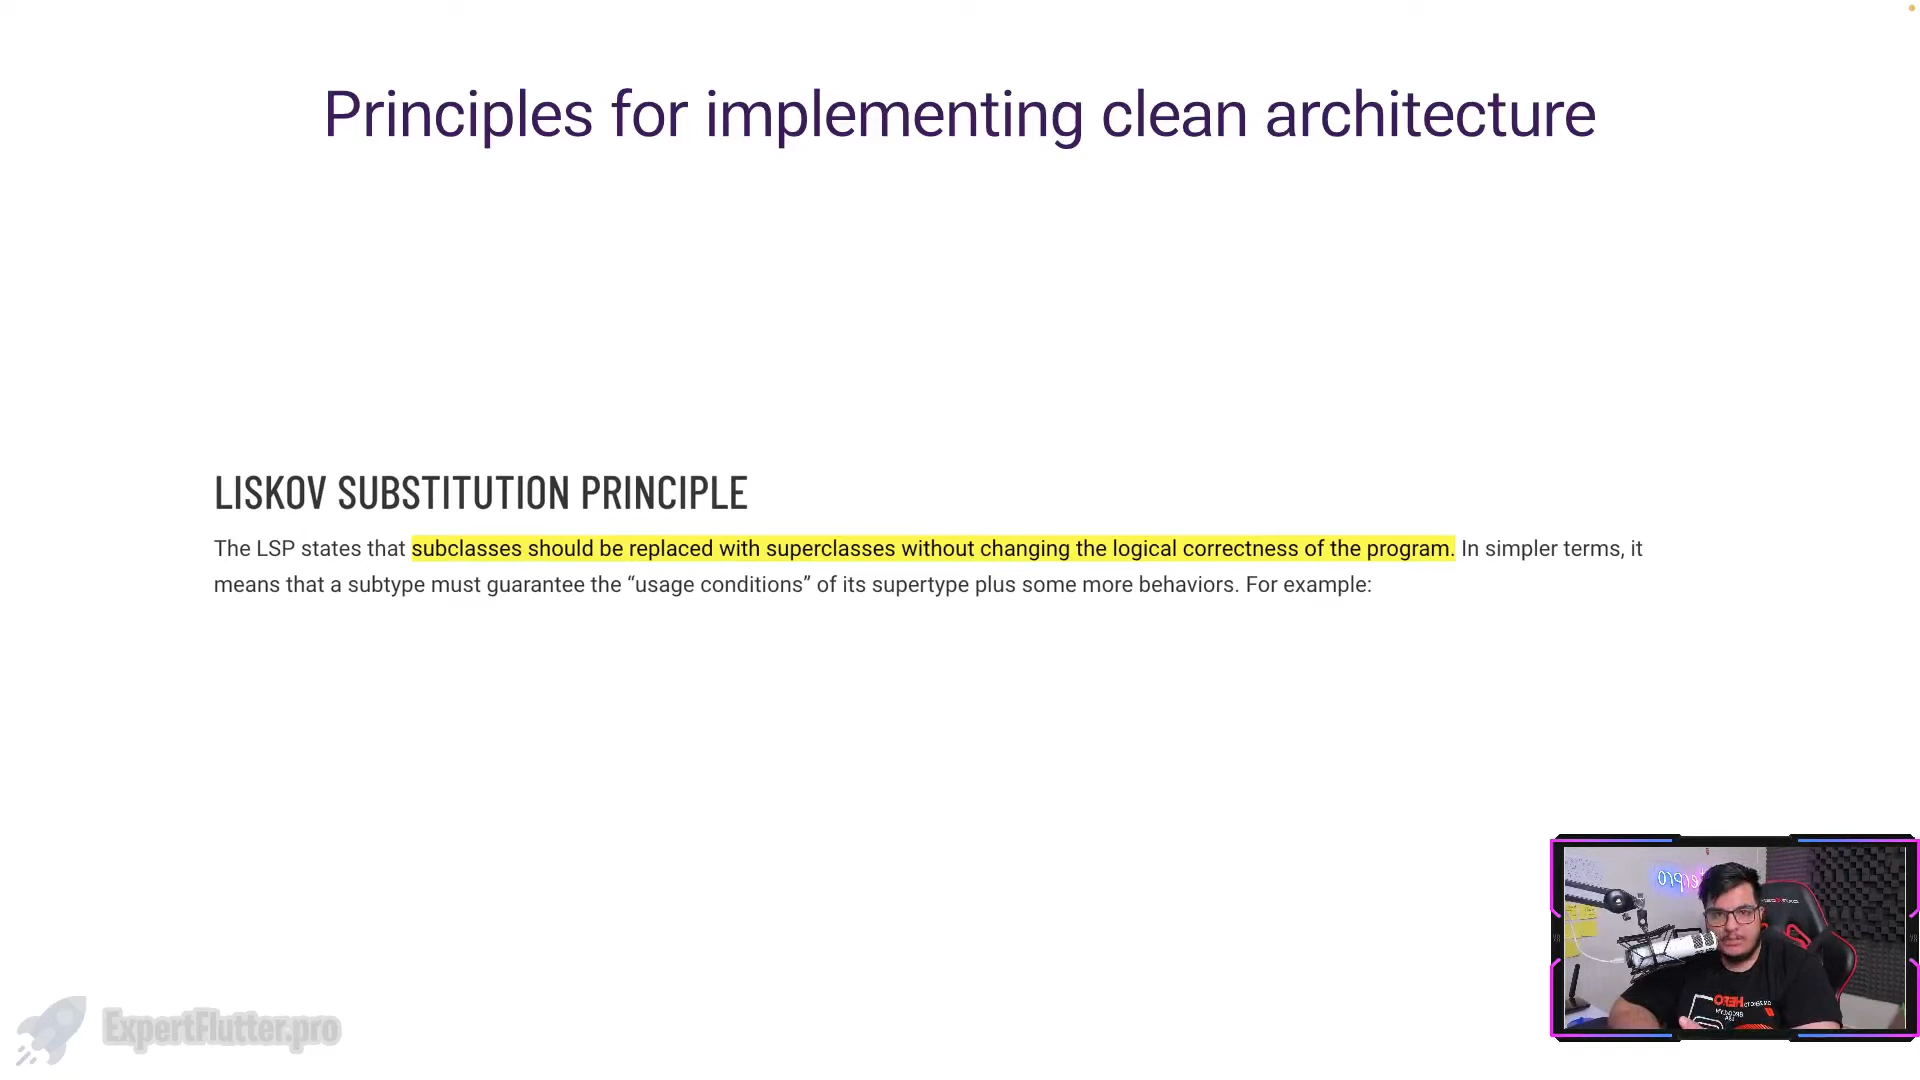 Principles for implementing clean architecture
LISKOV SUBSTITUTION PRINCIPLE
The LSP states that subclasses should be replaced with superclasses without changing the logical correctness of the program. In simpler terms, it
means that a subtype must guarantee the “usage conditions” of its supertype plus some more behaviors. For example:
ExpertFlutter.pro
HERO